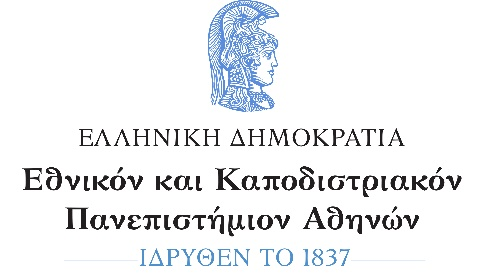 ΕΛΛΗΝΙΚΗ ΔΗΜΟΚΡΑΤΙΑ
Εθνικόν και Καποδιστριακόν
Πανεπιστήμιον Αθηνών
ΙΔΡΥΘΕΝ ΤΟ 1837